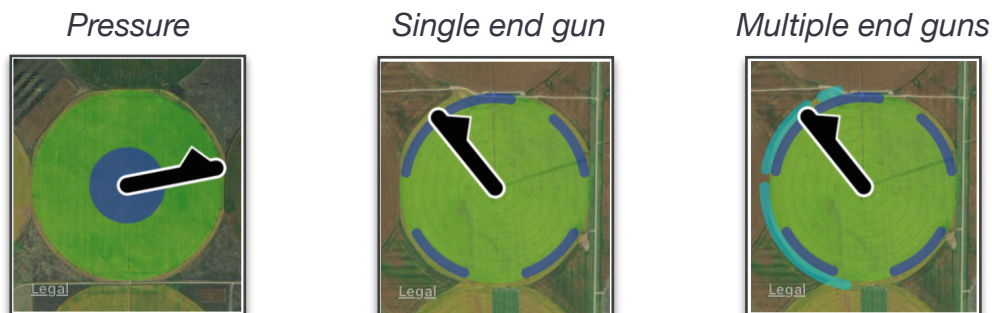 Pressure
Single end gun
Multiple end guns
Legal
Legal
Legal